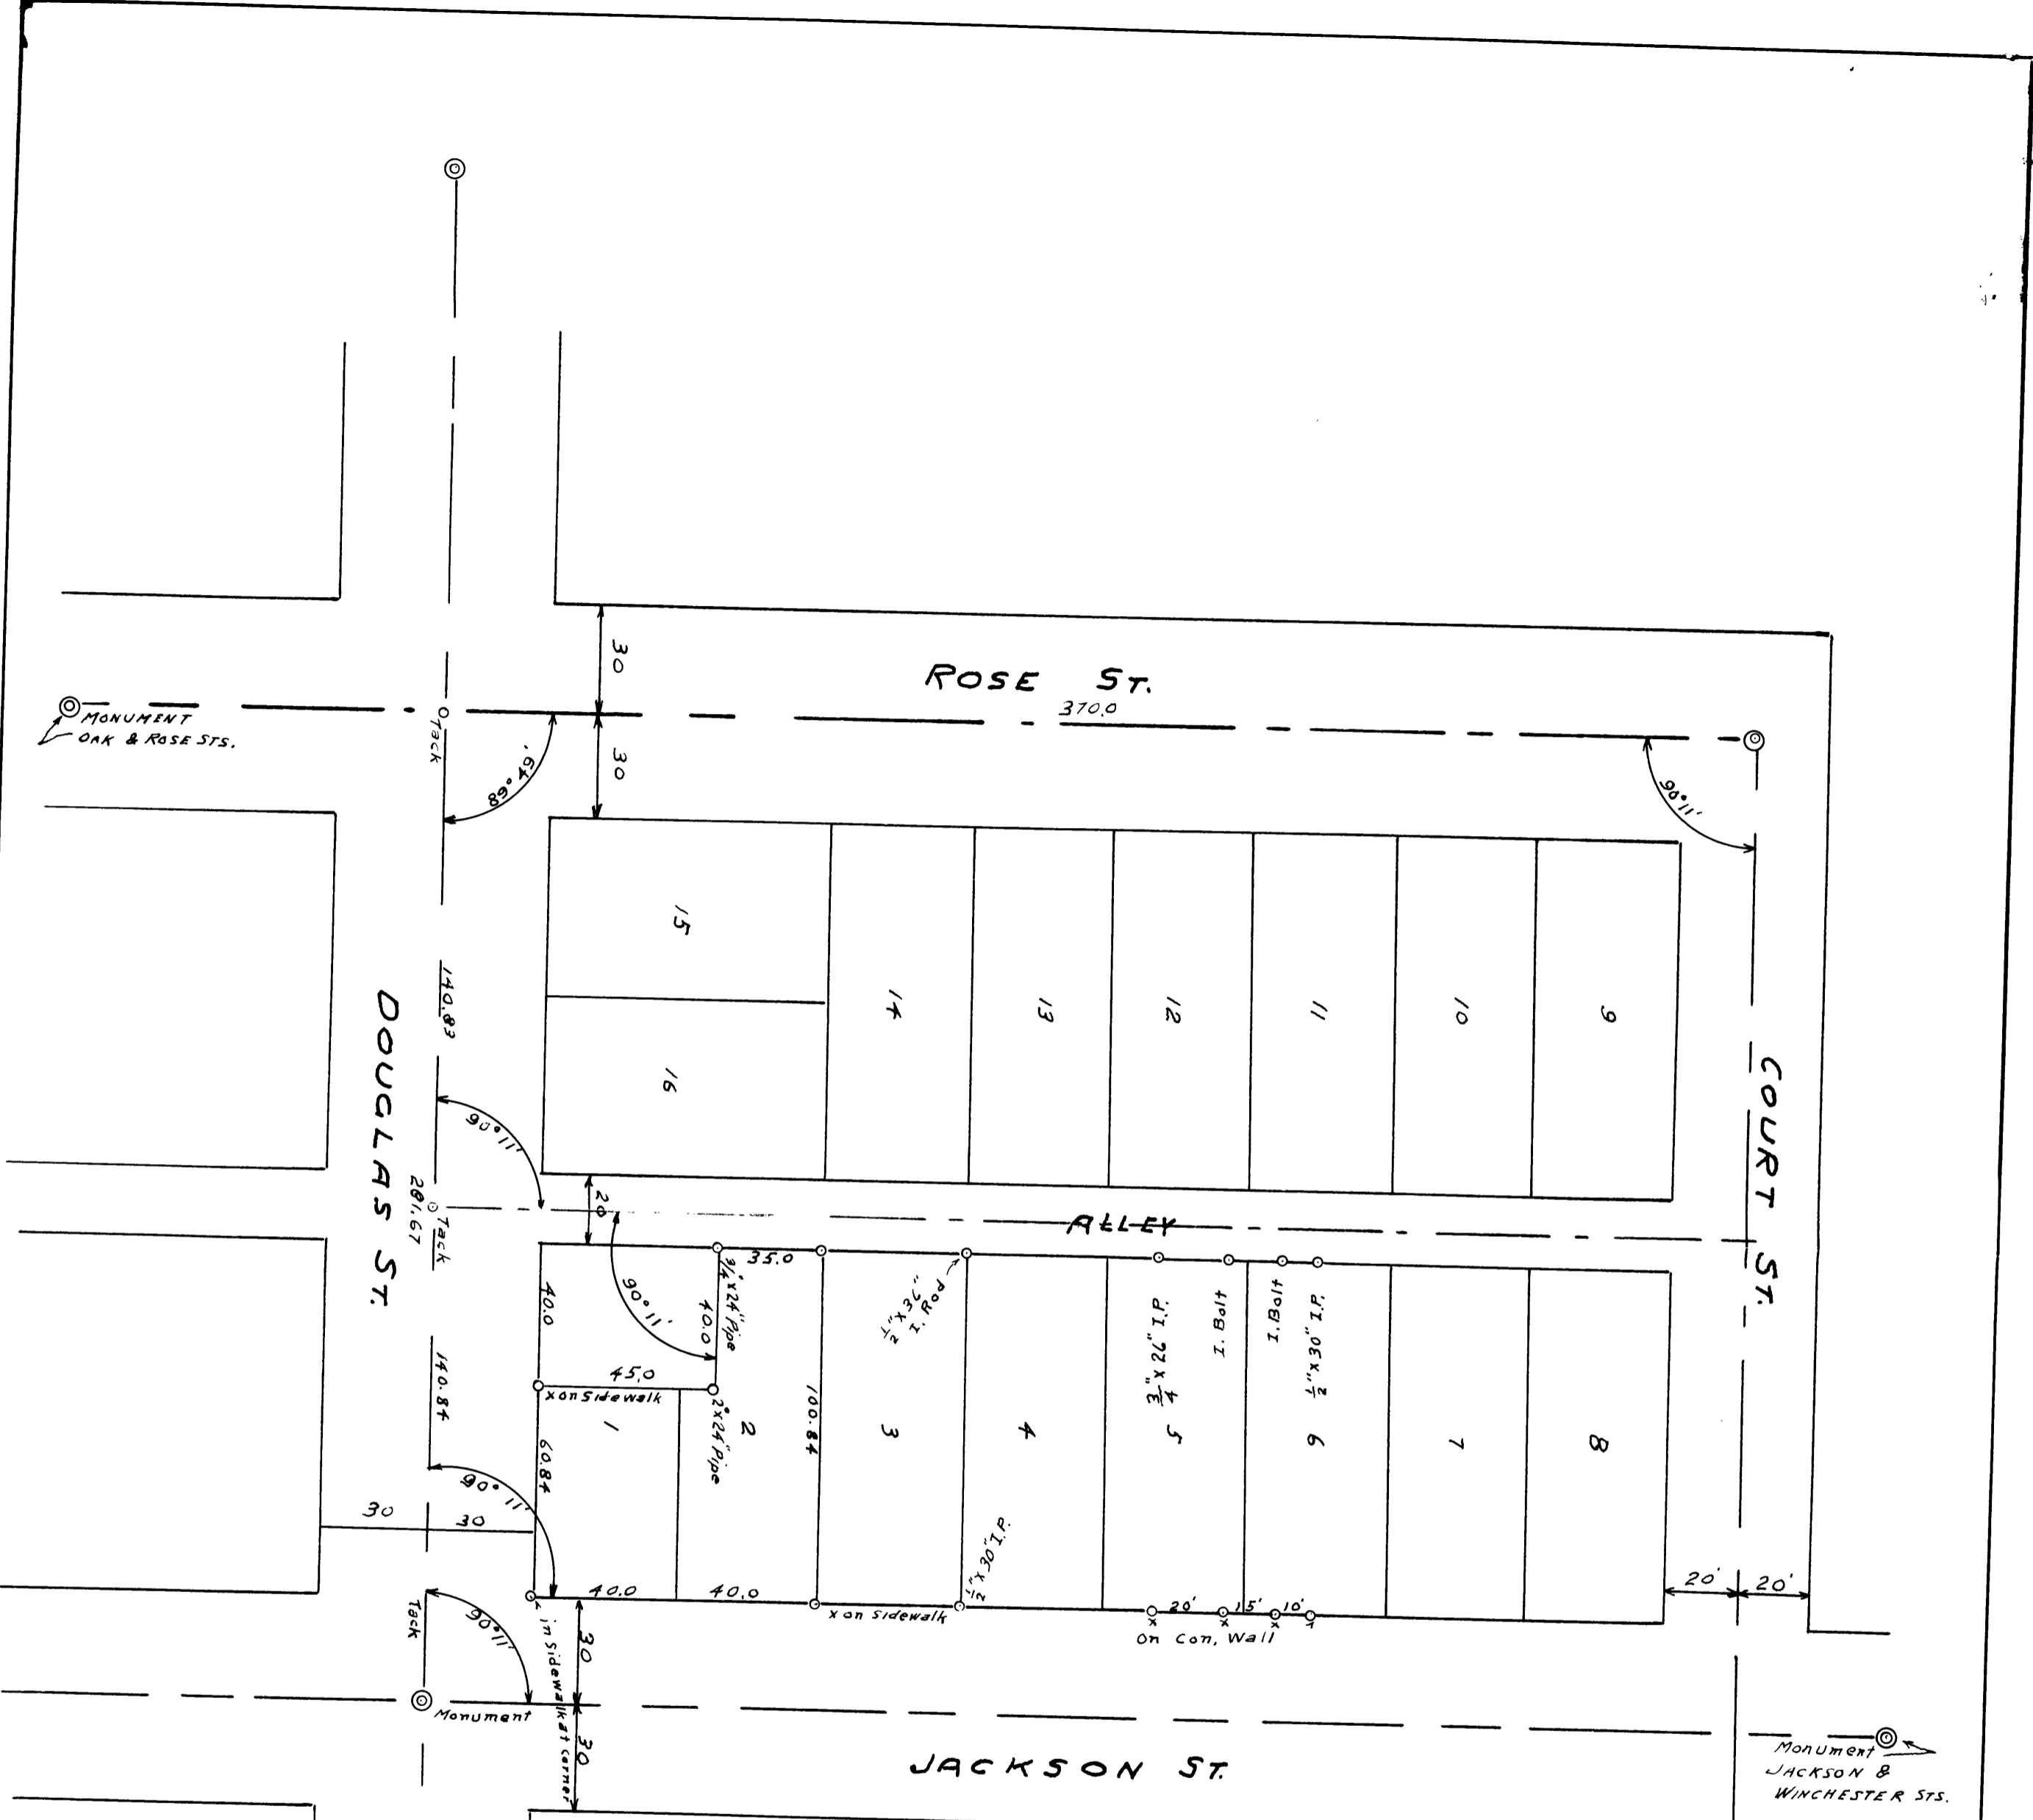 30
ROSE ST.
370.0
MONUMENT
OAK & ROSE STS.
Tack
30
89°49'
90°11'
15
14
13
12
11
10
9
16
140.83
DOUGLAS ST.
COURT ST.
90°11'
281.67
Tack
20
ALLEY
35.0
3/4"x24" Pipe
40.0
40.0
90°11'
1/2"x36"
I. Rod
3/4"x 72" I.P.
I. Bolt
I. Bolt
1/2"x 30" I.P.
45.0
x on Sidewalk
2"x24" Pipe
140.84
1
2
100.84
3
4
5
6
7
8
60.84
90°11'
30
30
1/2"x 30" I.P.
40.0
40.0
x on Sidewalk
20'
15'
10'
x
x
x
On Con. Wall
20'
20'
Tack
90°11'
in Sidewalk at corner
30
Monument
30
JACKSON ST.
Monument
JACKSON &
WINCHESTER STS.